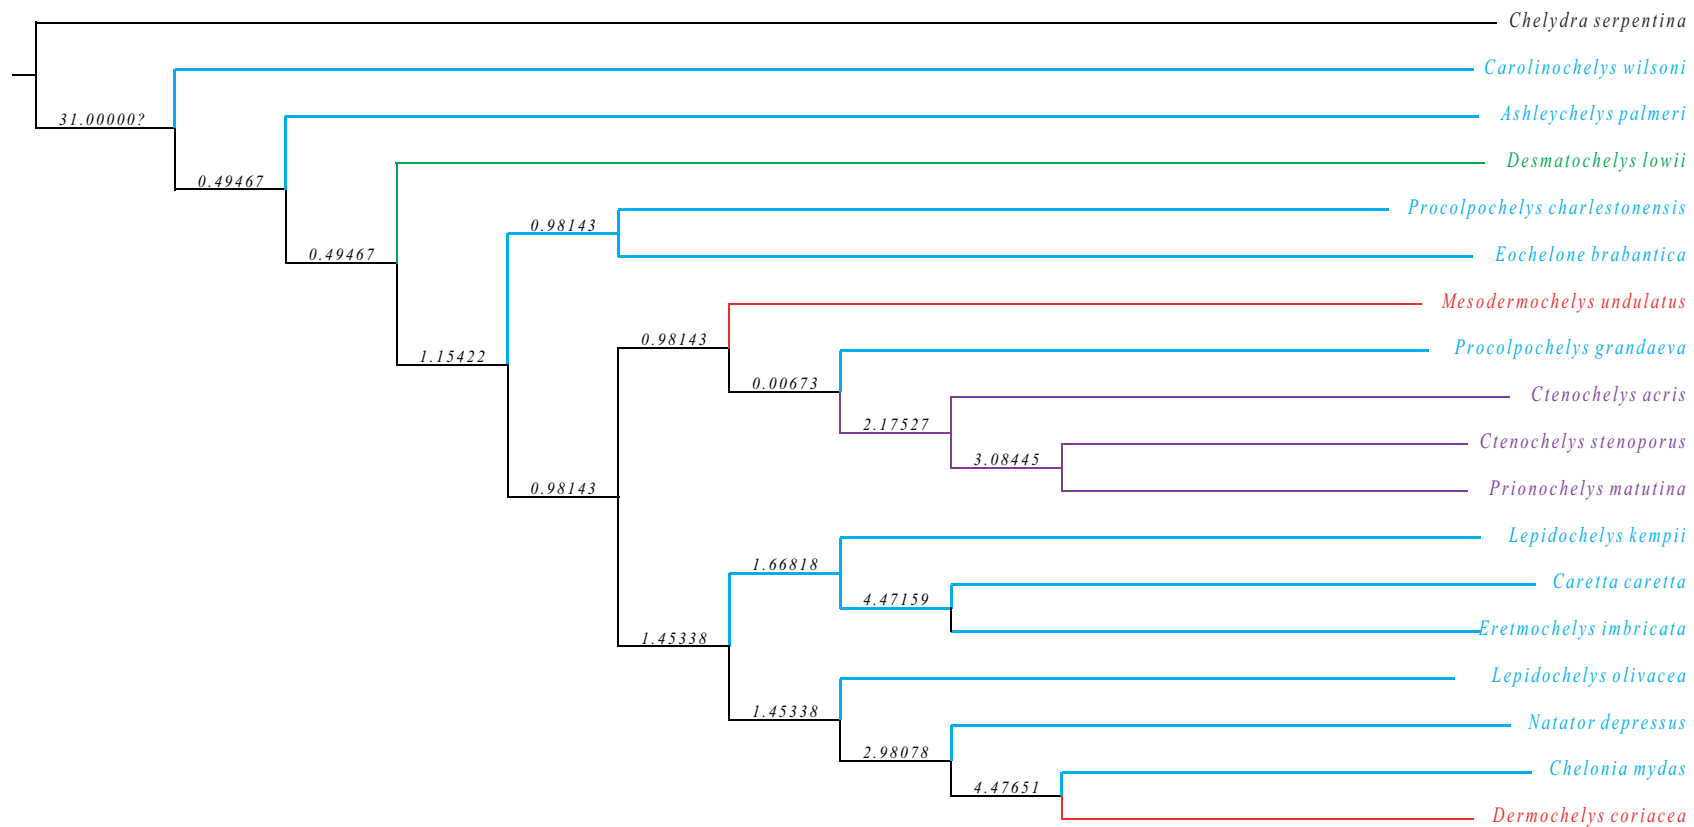 Chelydra serpentina
Carolinochelys wilsoni
Ashleychelys palmeri
31.00000?
Desmatochelys lowii
0.49467
Procolpochelys charlestonensis
0.98143
Eochelone brabantica
0.49467
Mesodermochelys undulatus
0.98143
Procolpochelys grandaeva
1.15422
0.00673
Ctenochelys acris
2.17527
Ctenochelys stenoporus
3.08445
Prionochelys matutina
0.98143
Lepidochelys kempii
1.66818
Caretta caretta
4.47159
Eretmochelys imbricata
1.45338
Lepidochelys olivacea
1.45338
Natator depressus
2.98078
Chelonia mydas
4.47651
Dermochelys coriacea